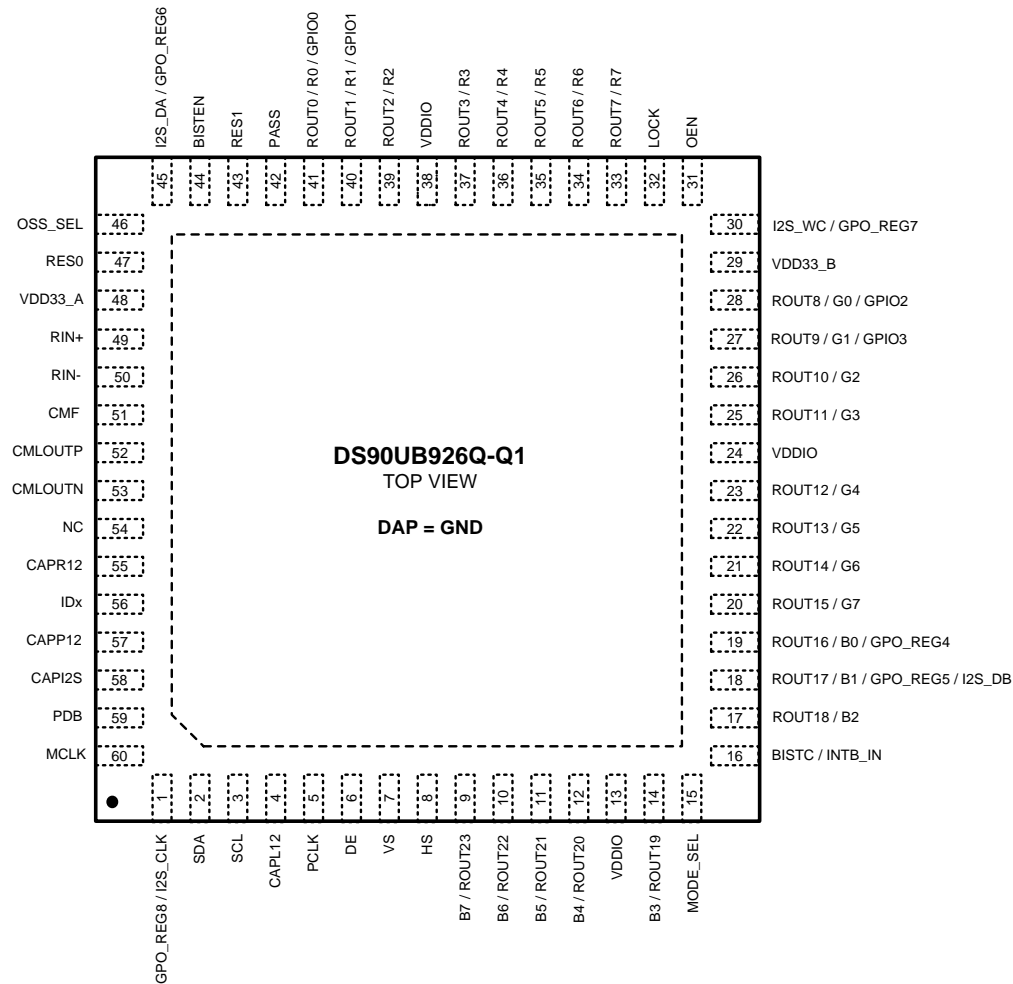 I2S_DA / GPO_REG6
BISTEN
RES1
PASS
ROUT0 / R0 / GPIO0
ROUT1 / R1 / GPIO1
ROUT2 / R2
VDDIO
ROUT3 / R3
ROUT4 / R4
ROUT5 / R5
ROUT6 / R6
ROUT7 / R7
LOCK
OEN
45
44
43
42
41
40
39
38
37
36
35
34
33
32
31
OSS_SEL 46
RES0 47
VDD33_A 48
RIN+ 49
RIN- 50
CMF 51
CMLOUTP 52
CMLOUTN 53
NC 54
CAPR12 55
IDx 56
CAPP12 57
CAPI2S 58
PDB 59
MCLK 60
DS90UB926Q-Q1
TOP VIEW
DAP = GND
30 I2S_WC / GPO_REG7
29 VDD33_B
28 ROUT8 / G0 / GPIO2
27 ROUT9 / G1 / GPIO3
26 ROUT10 / G2
25 ROUT11 / G3
24 VDDIO
23 ROUT12 / G4
22 ROUT13 / G5
21 ROUT14 / G6
20 ROUT15 / G7
19 ROUT16 / B0 / GPO_REG4
18 ROUT17 / B1 / GPO_REG5 / I2S_DB
17 ROUT18 / B2
16 BISTC / INTB_IN
1
2
3
4
5
6
7
8
9
10
11
12
13
14
15
GPO_REG8 / I2S_CLK
SDA
SCL
CAPL12
PCLK
DE
VS
HS
B7 / ROUT23
B6 / ROUT22
B5 / ROUT21
B4 / ROUT20
VDDIO
B3 / ROUT19
MODE_SEL